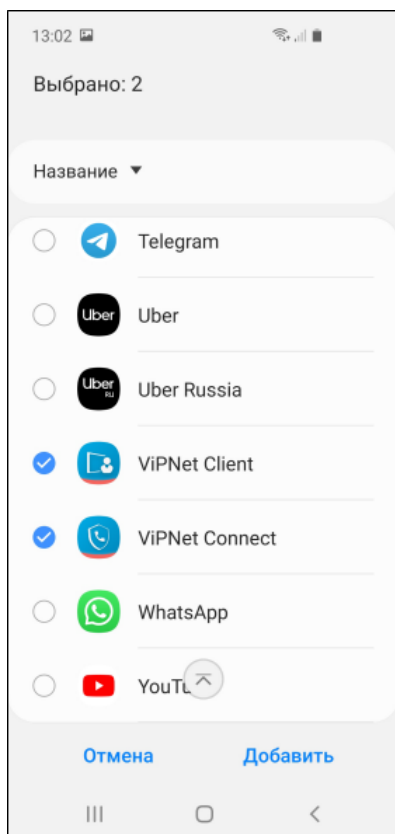 13:02
Выбрано: 2
Название
Telegram
Uber
Uber
Uber
RU
Uber Russia
ViPNet Client
ViPNet Connect
WhatsApp
Отмена
Добавить